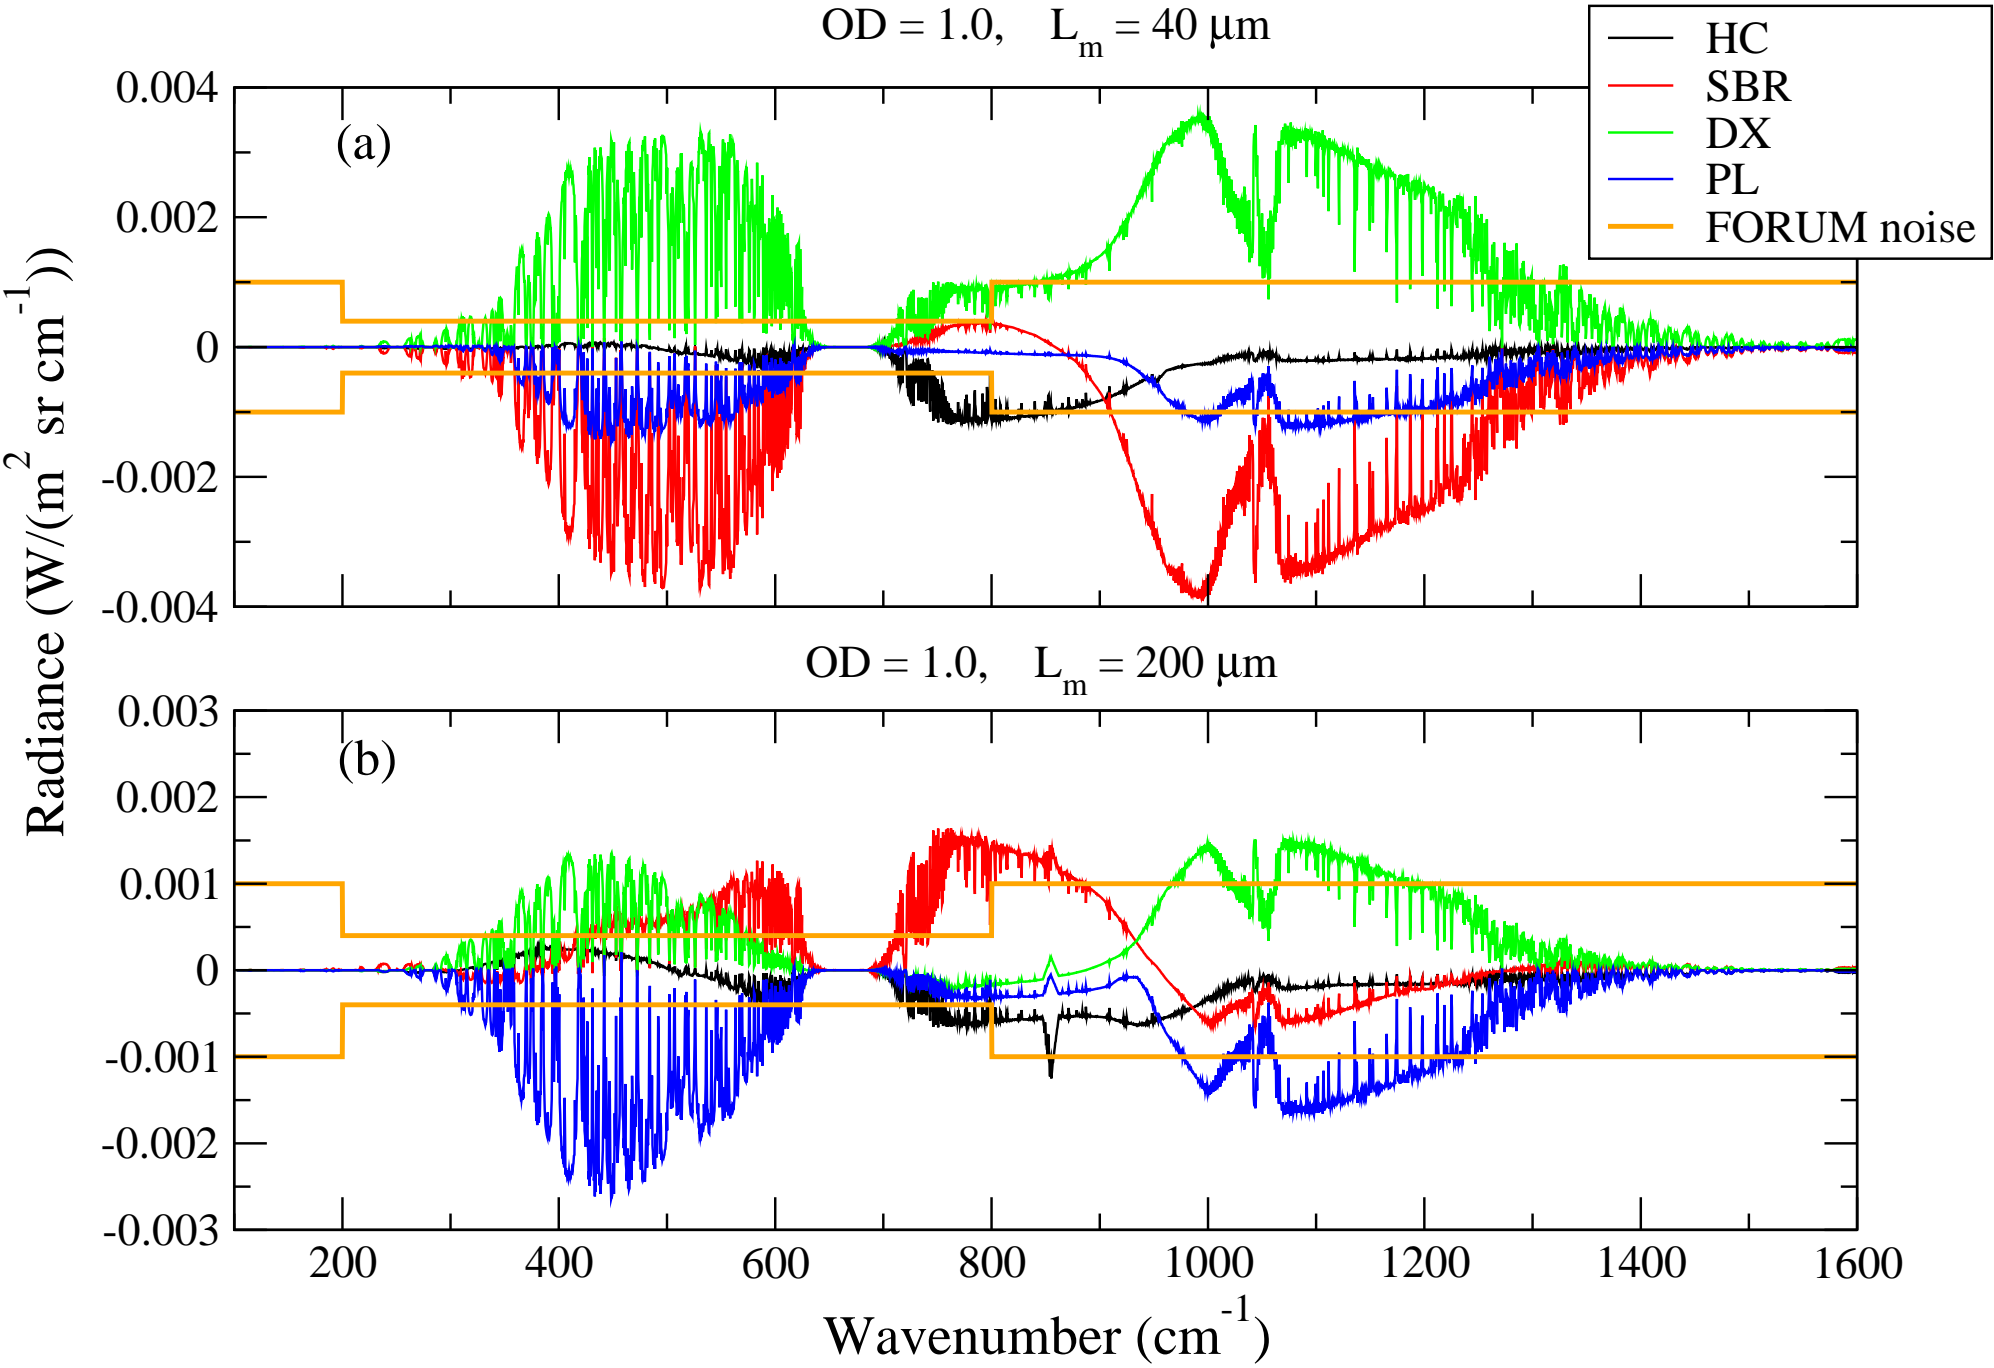 OD = 1.0, L_m = 40 μm
HC
SBR
DX
PL
FORUM noise
(a)
0.004
0.002
0
-0.002
-0.004
Radiance (W/(m^2 sr cm^-1))
OD = 1.0, L_m = 200 μm
(b)
0.003
0.002
0.001
0
-0.001
-0.002
-0.003
200 400 600 800 1000 1200 1400 1600
Wavenumber (cm^-1)